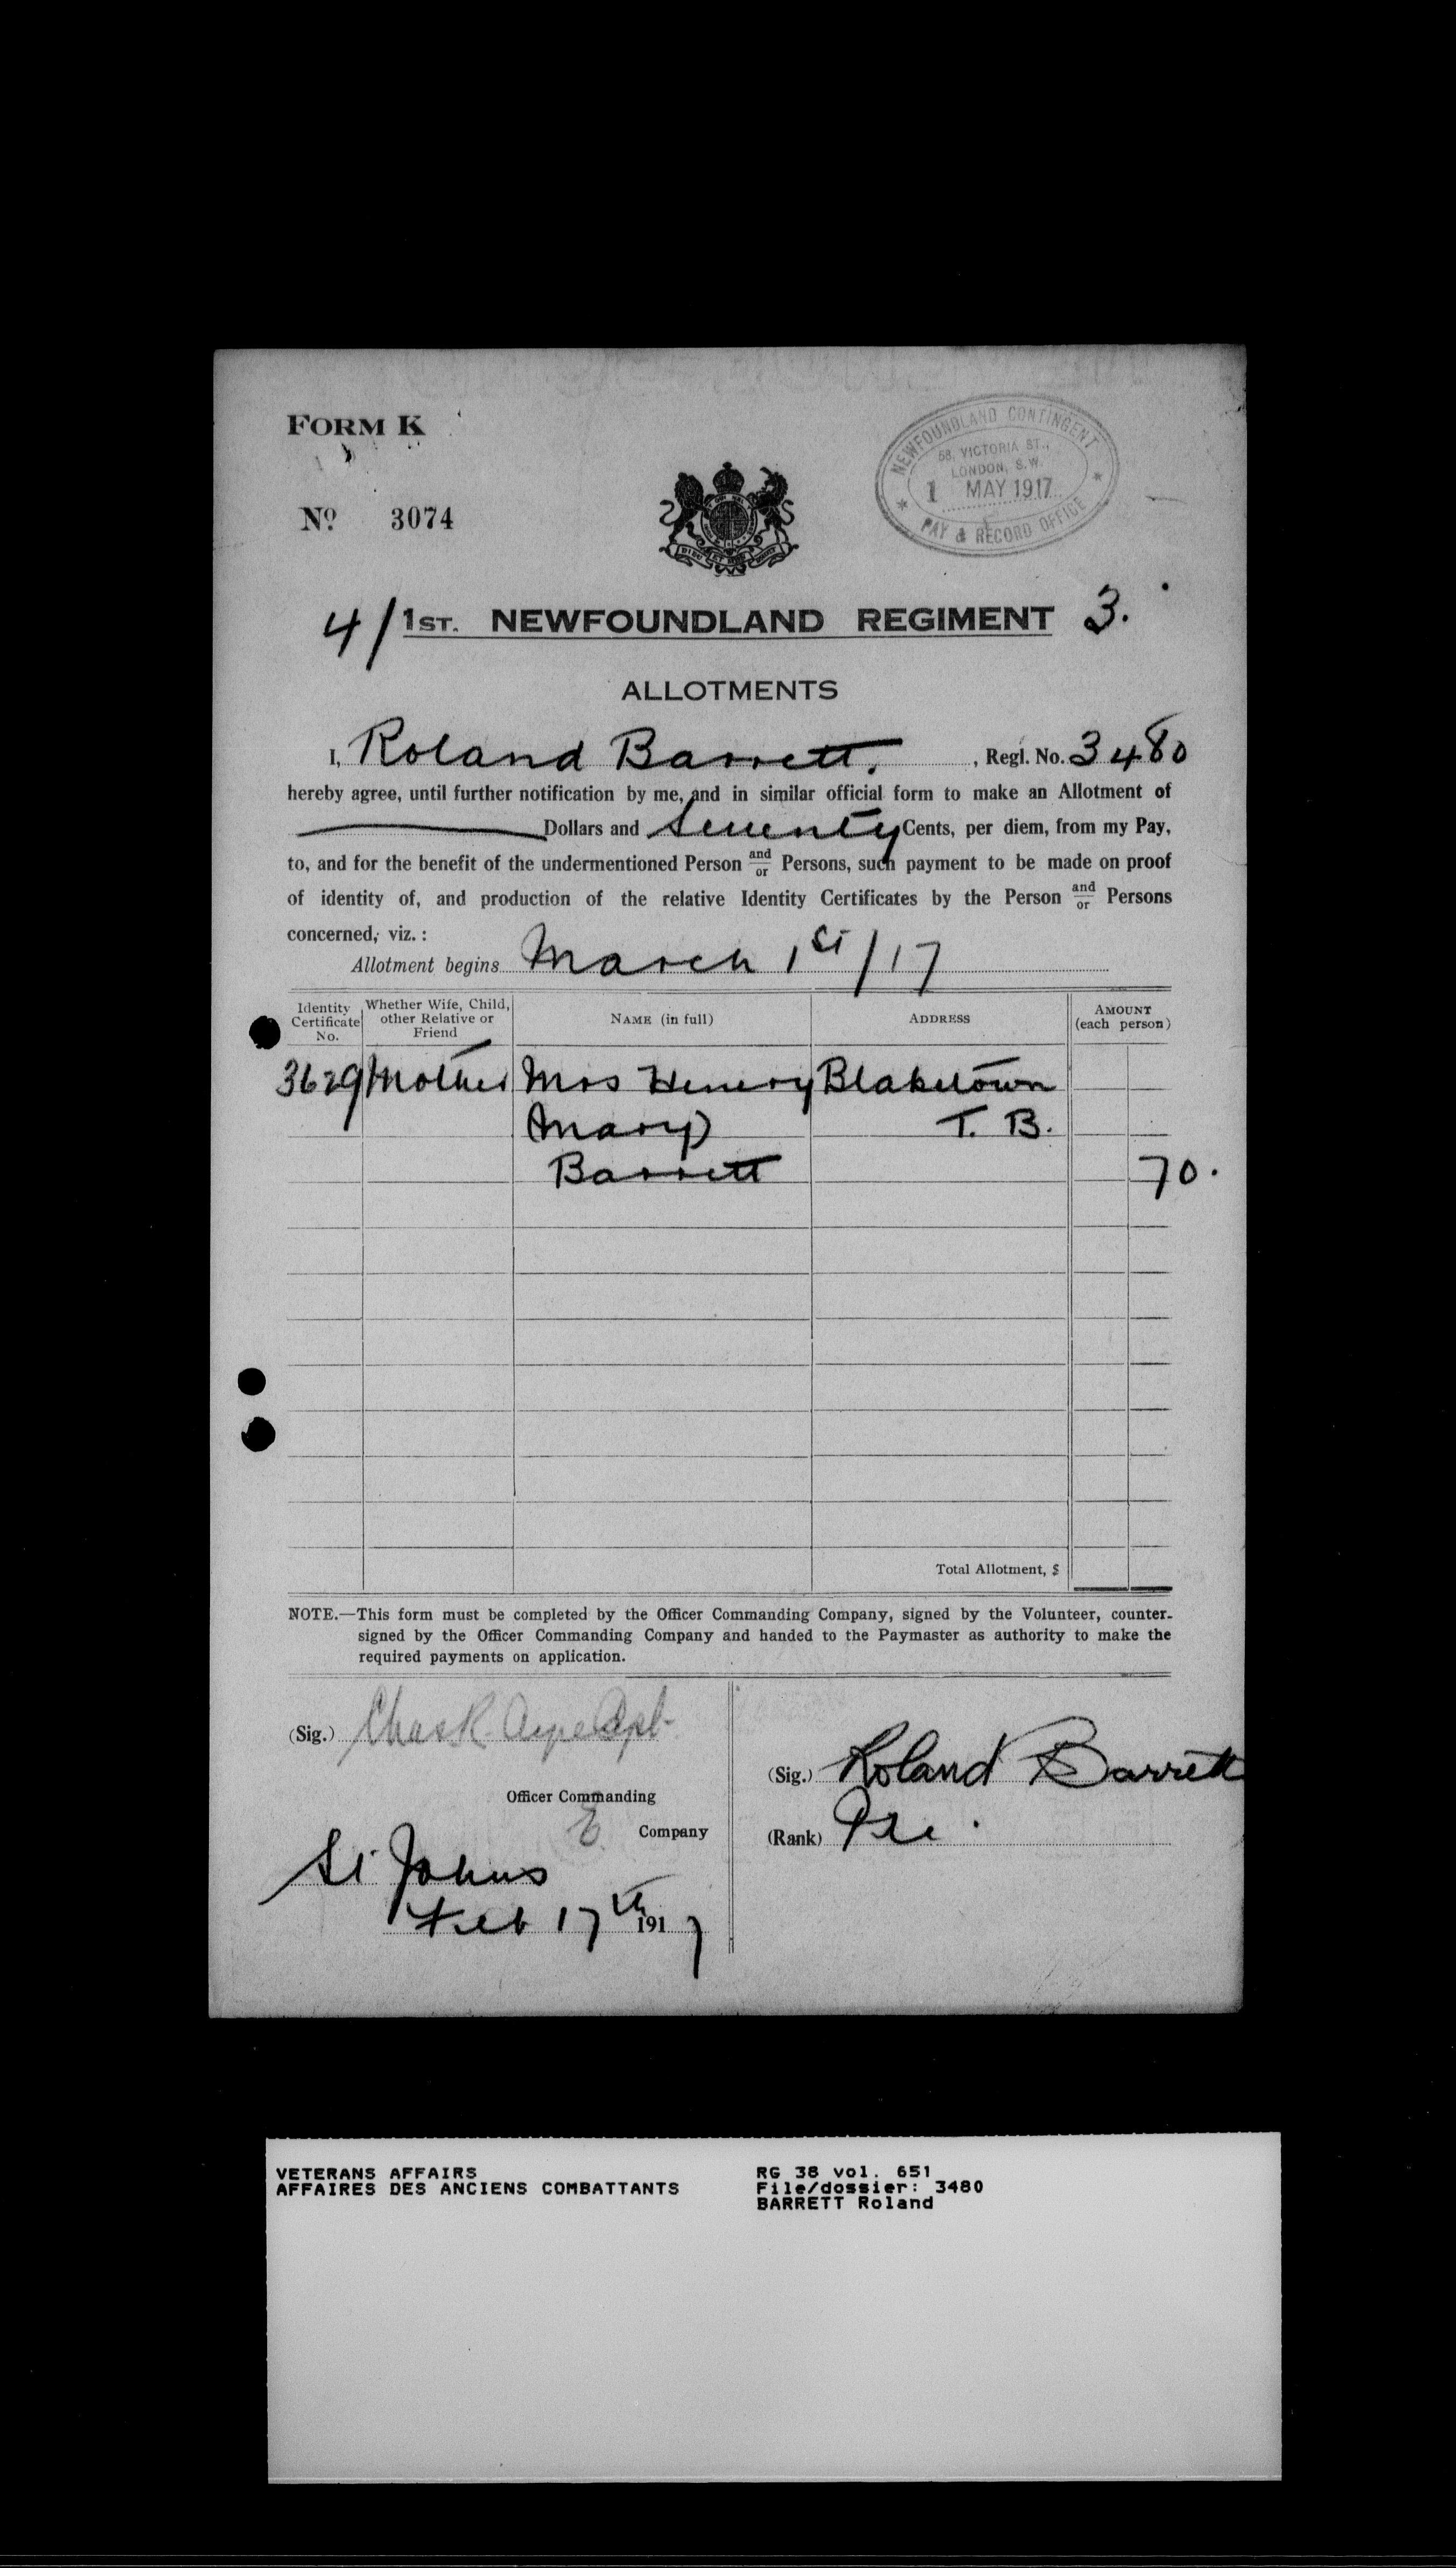 FORM K
NEWFOUNDLAND CONTINGENT
58, VICTORIA ST.,
LONDON, S.W.
1 MAY 1917
PAY & RECORD OFFICE
No. 3074
4/1ST. NEWFOUNDLAND REGIMENT 3.
ALLOTMENTS
I, Roland Barrett. , Regl. No. 3480
hereby agree, until further notification by me, and in similar official form to make an Allotment of
Dollars and Seventy Cents, per diem, from my Pay,
to, and for the benefit of the undermentioned Person and/or Persons, such payment to be made on proof
of identity of, and production of the relative Identity Certificates by the Person and/or Persons
concerned, viz. :
Allotment begins March 1st/17
Identity Certificate No. Whether Wife, Child, other Relative or Friend NAME (in full) ADDRESS AMOUNT (each person)
3629 Mother Mrs Henery Blaketown
(Mary) T. B.
Barrett 70.
Total Allotment, $
NOTE.—This form must be completed by the Officer Commanding Company, signed by the Volunteer, counter-
signed by the Officer Commanding Company and handed to the Paymaster as authority to make the
required payments on application.
(Sig.) Chas R. Ayre Capt.
Officer Commanding
E Company
St Johns
Feb 17th 1917
(Sig.) Roland Barrett
(Rank) Pte.
VETERANS AFFAIRS
AFFAIRES DES ANCIENS COMBATTANTS
RG 38 vol. 651
File/dossier: 3480
BARRETT Roland